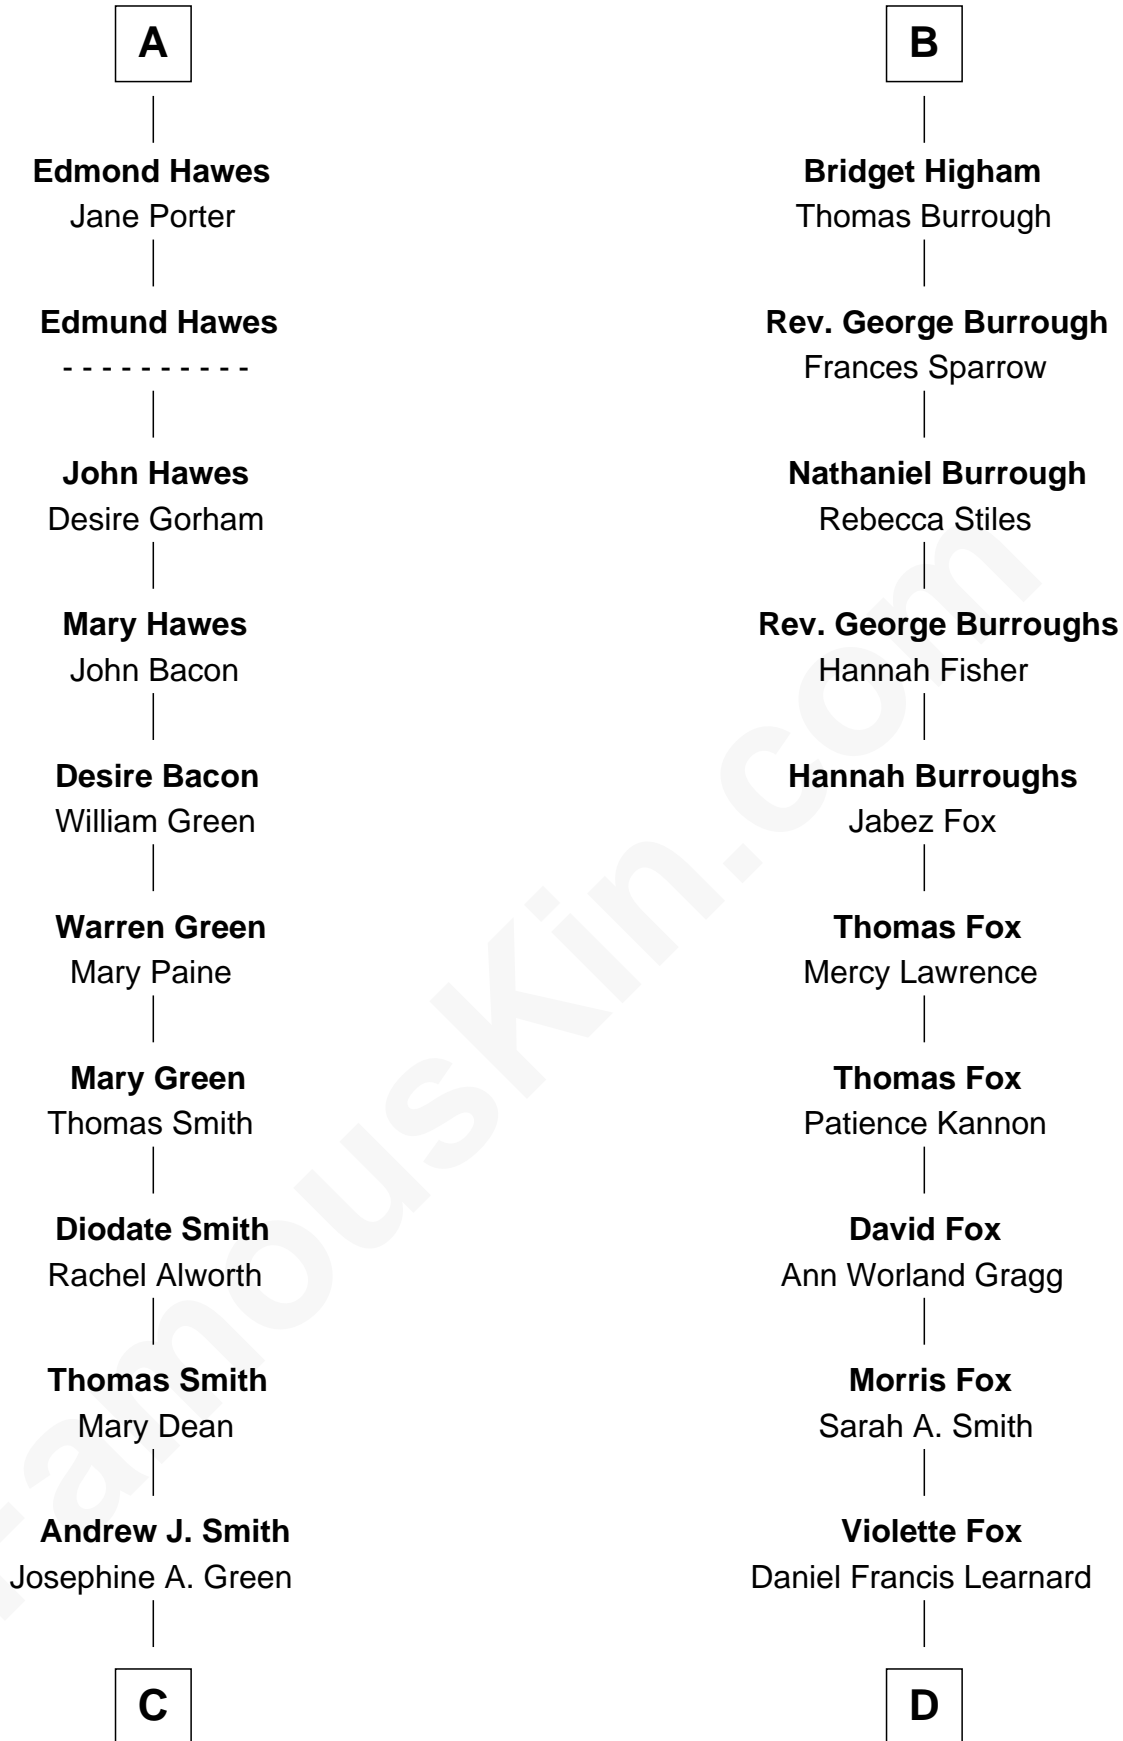 A
Edmond Hawes
Jane Porter
Edmund Hawes
- - - - - - - - - -
John Hawes
Desire Gorham
Mary Hawes
John Bacon
Desire Bacon
William Green
Warren Green
Mary Paine
Mary Green
Thomas Smith
Diodate Smith
Rachel Alworth
Thomas Smith
Mary Dean
Andrew J. Smith
Josephine A. Green
C
B
Bridget Higham
Thomas Burrough
Rev. George Burrough
Frances Sparrow
Nathaniel Burrough
Rebecca Stiles
Rev. George Burroughs
Hannah Fisher
Hannah Burroughs
Jabez Fox
Thomas Fox
Mercy Lawrence
Thomas Fox
Patience Kannon
David Fox
Ann Worland Gragg
Morris Fox
Sarah A. Smith
Violette Fox
Daniel Francis Learnard
D
FamousKin.com